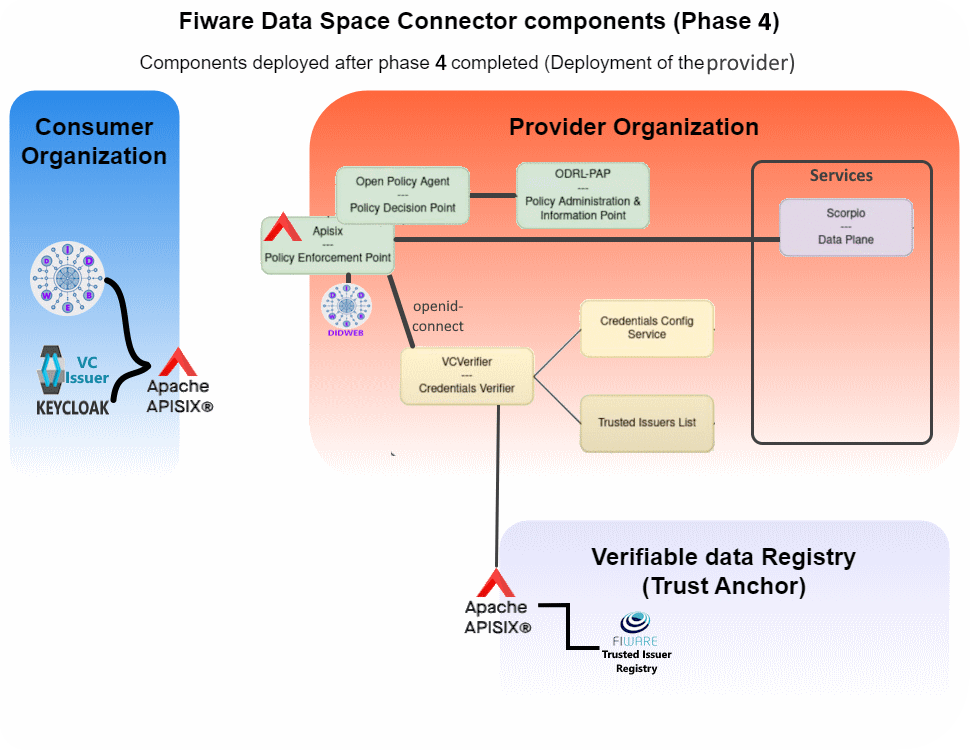 Fiware Data Space Connector components (Phase 4)
Components deployed after phase 4 completed (Deployment of the provider)
Consumer
Organization
D I D
W E B
VC
Issuer
KEYCLOAK
Apache
APISIX®
Provider Organization
Open Policy Agent
---
Policy Decision Point
ODRL-PAP
---
Policy Administration &
Information Point
Apisix
---
Policy Enforcement Point
D I D
W E B
DIDWEB
openid-
connect
VCVerifier
---
Credentials Verifier
Credentials Config
Service
Trusted Issuers List
Services
Scorpio
---
Data Plane
Verifiable data Registry
(Trust Anchor)
Apache
APISIX®
FIWARE
Trusted Issuer
Registry